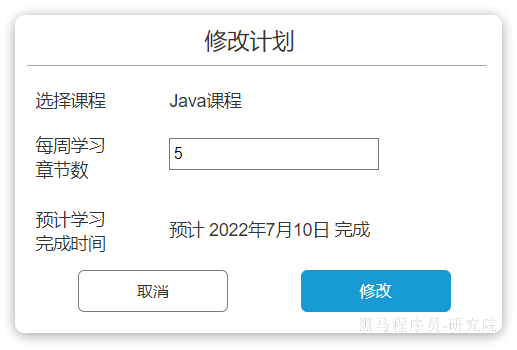 修改计划
选择课程 Java课程
每周学习
章节数
5
预计学习
完成时间
预计 2022年7月10日 完成
取消 修改
黑马程序员-研究院